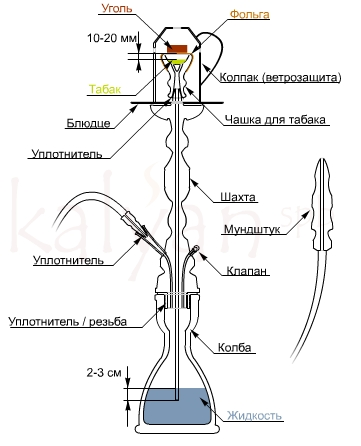 Уголь
Фольга
10-20 мм
Колпак (ветрозащита)
Табак
Блюдце
Чашка для табака
Уплотнитель
Шахта
Мундштук
Уплотнитель
Клапан
Уплотнитель / резьба
Колба
2-3 см
Жидкость